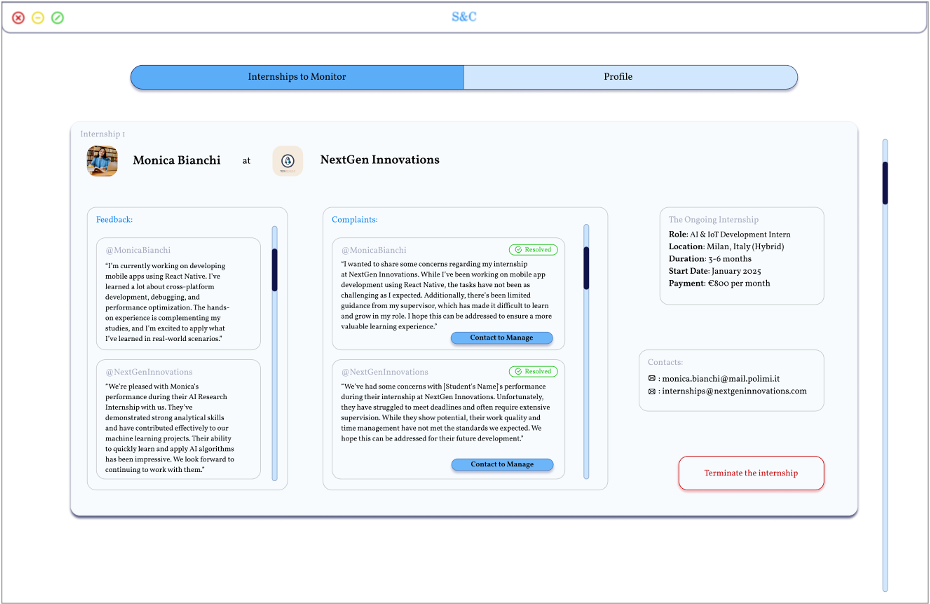 S&C
Internships to Monitor
Profile
Internship :
Monica Bianchi
at
NextGen Innovations
Feedback:
@MonicaBianchi
"I'm currently working on developing
mobile apps using React Native. I've
learned a lot about cross-platform
development, debugging, and
performance optimization. The hands-
on experience is complementing my
studies, and I'm excited to apply what
I've learned in real-world scenarios."
@NextGenInnovations
"We're pleased with Monica's
performance during their AI Research
Internship with us. They've
demonstrated strong analytical skills
and have contributed effectively to our
machine learning projects. Their ability
to quickly learn and apply AI algorithms
has been impressive. We look forward to
continuing to work with them."
Complaints:
@MonicaBianchi
Resolved
"I wanted to share some concerns regarding my internship
at NextGen Innovations. While I've been working on mobile app
development using React Native, the tasks have not been as
challenging as I expected. Additionally, there's been limited
guidance from my supervisor, which has made it difficult to learn
and grow in my role. I hope this can be addressed to ensure a more
valuable learning experience."
Contact to Manage
@NextGenInnovations
Resolved
"We've had some concerns with [Student's Name]'s performance
during their internship at NextGen Innovations. Unfortunately,
they have struggled to meet deadlines and often require extensive
supervision. While they show potential, their work quality and
time management have not met the standards we expected. We
hope this can be addressed for their future development."
Contact to Manage
The Ongoing Internship
Role: AI & IoT Development Intern
Location: Milan, Italy (Hybrid)
Duration: 3-6 months
Start Date: January 2025
Payment: €800 per month
Contacts:
: monica.bianchi@mail.polimi.it
: internships@nextgeninnovations.com
Terminate the internship